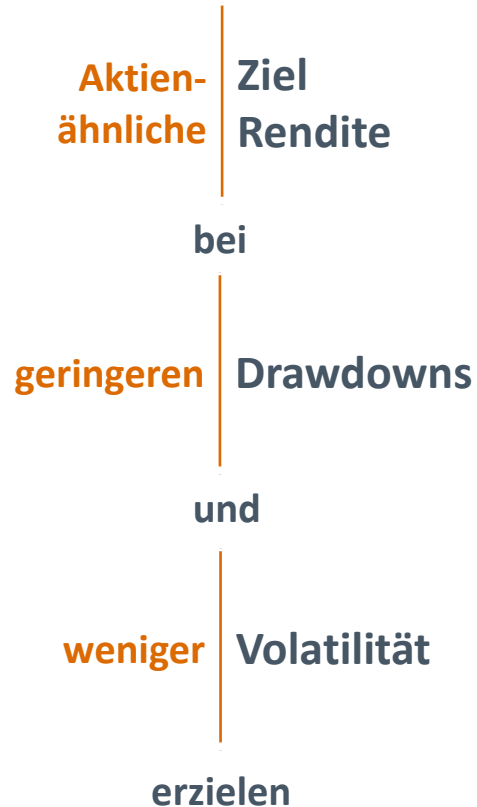 Aktien- Ziel
ähnliche Rendite
bei
geringeren Drawdowns
und
weniger Volatilität
erzielen